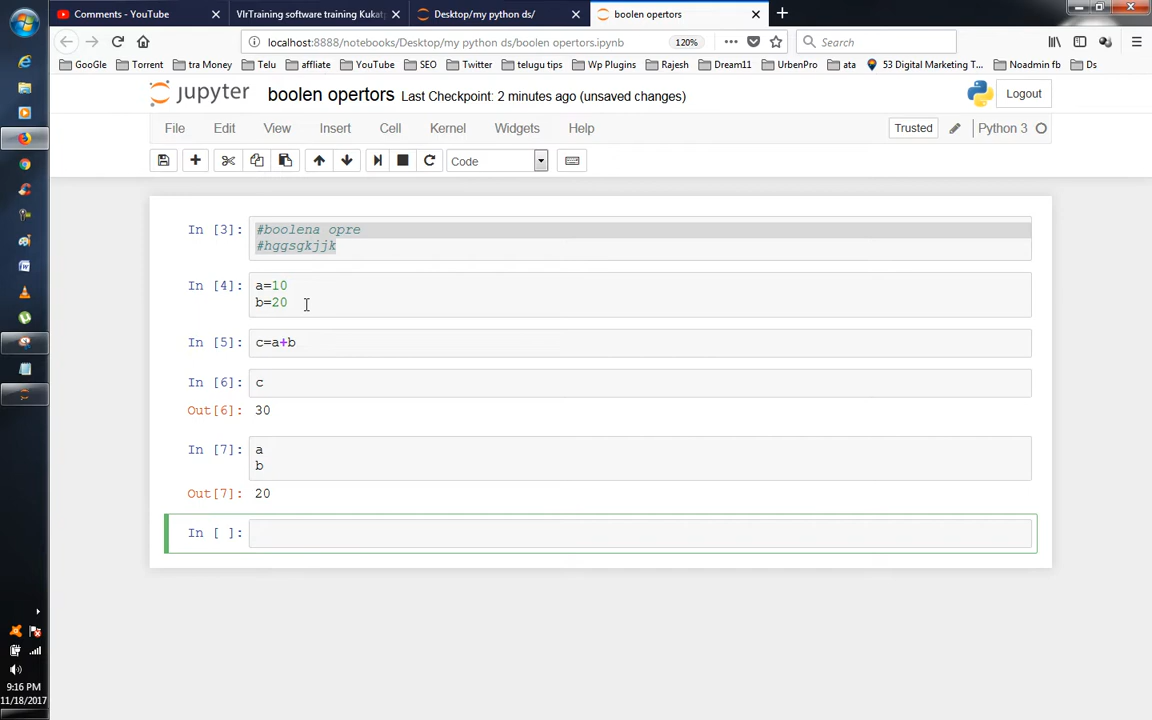 Comments - YouTube
VlrTraining software training Kukat
Desktop/my python ds/
boolen opertors
localhost:8888/notebooks/Desktop/my python ds/boolen opertors.ipynb
120%
Search
GooGle
Torrent
tra Money
Telu
affliate
YouTube
SEO
Twitter
telugu tips
Wp Plugins
Rajesh
Dream11
UrbenPro
ata
53 Digital Marketing T...
Noadmin fb
Ds
jupyter
boolen opertors Last Checkpoint: 2 minutes ago (unsaved changes)
Logout
File Edit View Insert Cell Kernel Widgets Help
Trusted
Python 3
Code
In [3]: #boolena opre
#hggsgkjjk
In [4]: a=10
b=20
In [5]: c=a+b
In [6]: c
Out[6]: 30
In [7]: a
b
Out[7]: 20
In [ ]:
9:16 PM
11/18/2017